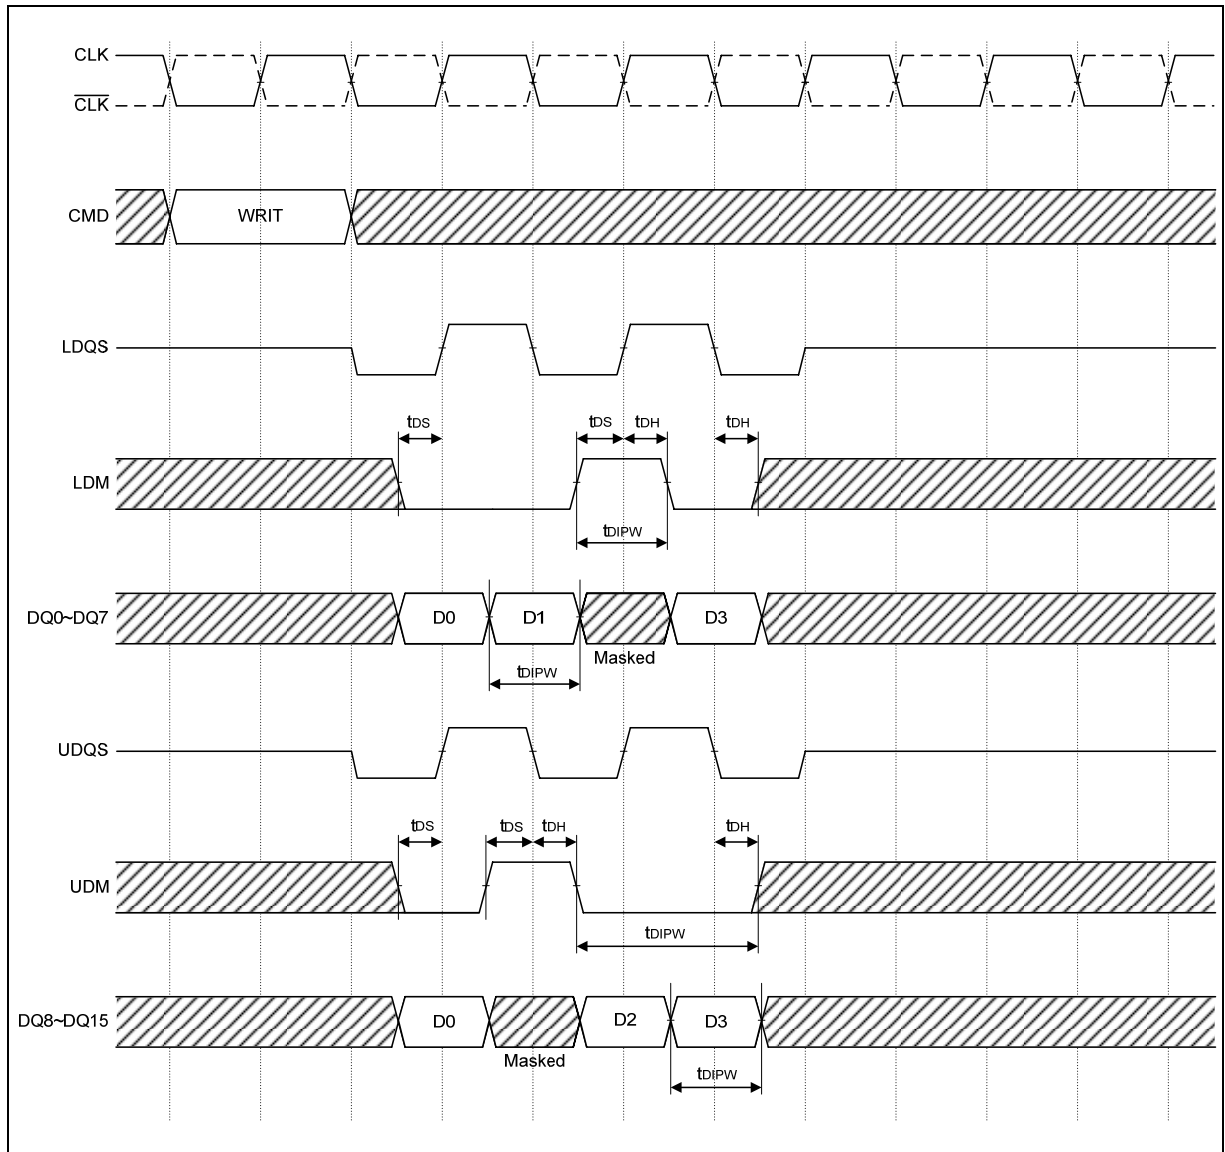 CLK
CLK
CMD
WRIT
LDQS
tDS
tDS
tDH
tDH
LDM
tDIPW
DQ0~DQ7
D0
D1
D3
Masked
tDIPW
UDQS
tDS
tDS
tDH
tDH
UDM
tDIPW
DQ8~DQ15
D0
D2
D3
Masked
tDIPW